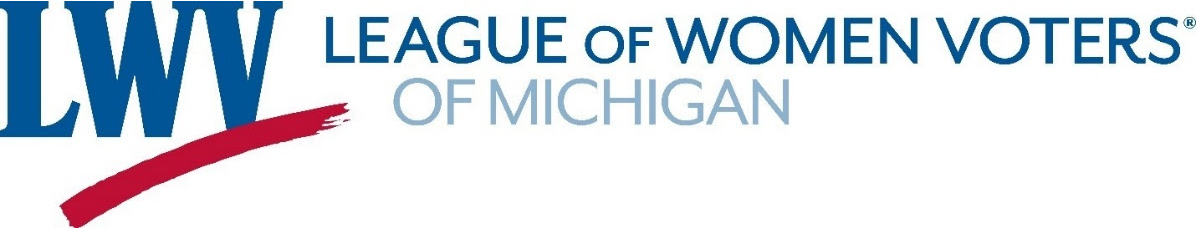 LWV LEAGUE OF WOMEN VOTERS®
OF MICHIGAN